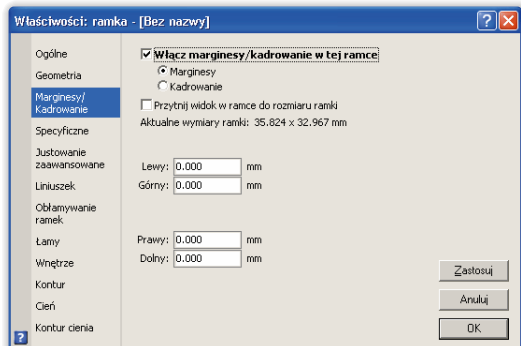 Właściwości: ramka - [Bez nazwy]
Ogólne
Geometria
Marginesy/
Kadrowanie
Specyficzne
Justowanie
zaawansowane
Liniuszek
Obłamywanie
ramek
Łamy
Wnętrze
Kontur
Cień
Kontur cienia
Włącz marginesy/kadrowanie w tej ramce
Marginesy
Kadrowanie
Przytnij widok w ramce do rozmiaru ramki
Aktualne wymiary ramki: 35.824 x 32.967 mm
Lewy: 0.000 mm
Górny: 0.000 mm
Prawy: 0.000 mm
Dolny: 0.000 mm
Zastosuj
Anuluj
OK